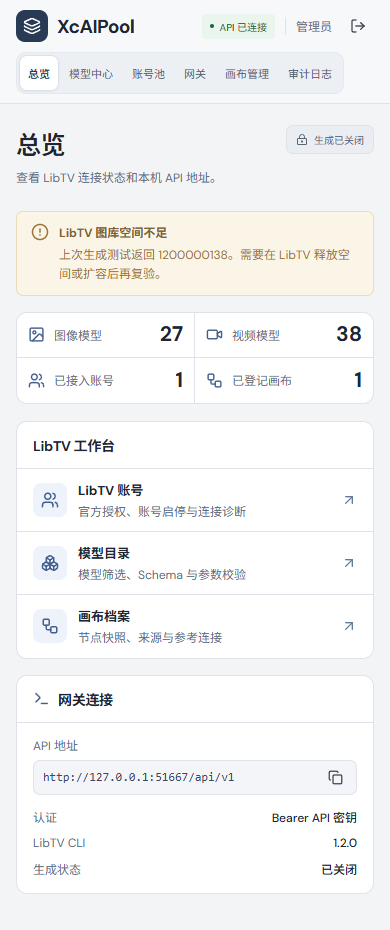 XcAIPool
API 已连接
管理员
总览
模型中心
账号池
网关
画布管理
审计日志
总览
生成已关闭
查看 LibTV 连接状态和本机 API 地址。
LibTV 图库空间不足
上次生成测试返回 1200000138。需要在 LibTV 释放空
间或扩容后再复验。
图像模型
27
视频模型
38
已接入账号
1
已登记画布
1
LibTV 工作台
LibTV 账号
官方授权、账号启停与连接诊断
模型目录
模型筛选、Schema 与参数校验
画布档案
节点快照、来源与参考连接
网关连接
API 地址
http://127.0.0.1:51667/api/v1
认证
Bearer API 密钥
LibTV CLI
1.2.0
生成状态
已关闭